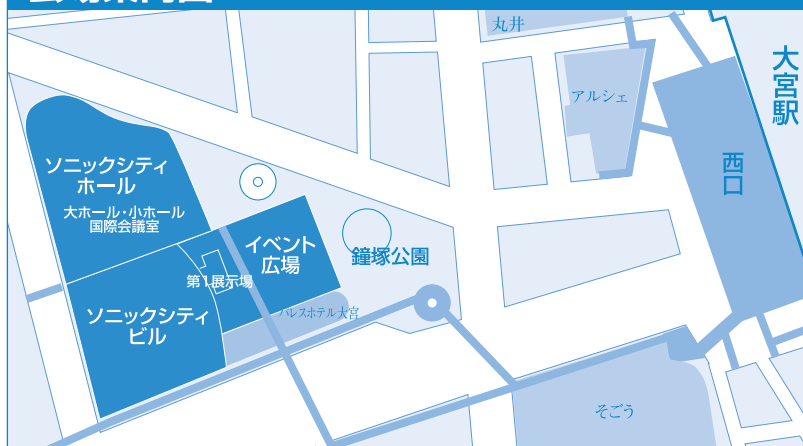 丸井
大宮駅
アルシェ
西口
ソニックシティ
ホール
大ホール・小ホール
国際会議室
イベント
広場
鐘塚公園
第1展示場
パレスホテル大宮
ソニックシティ
ビル
そごう